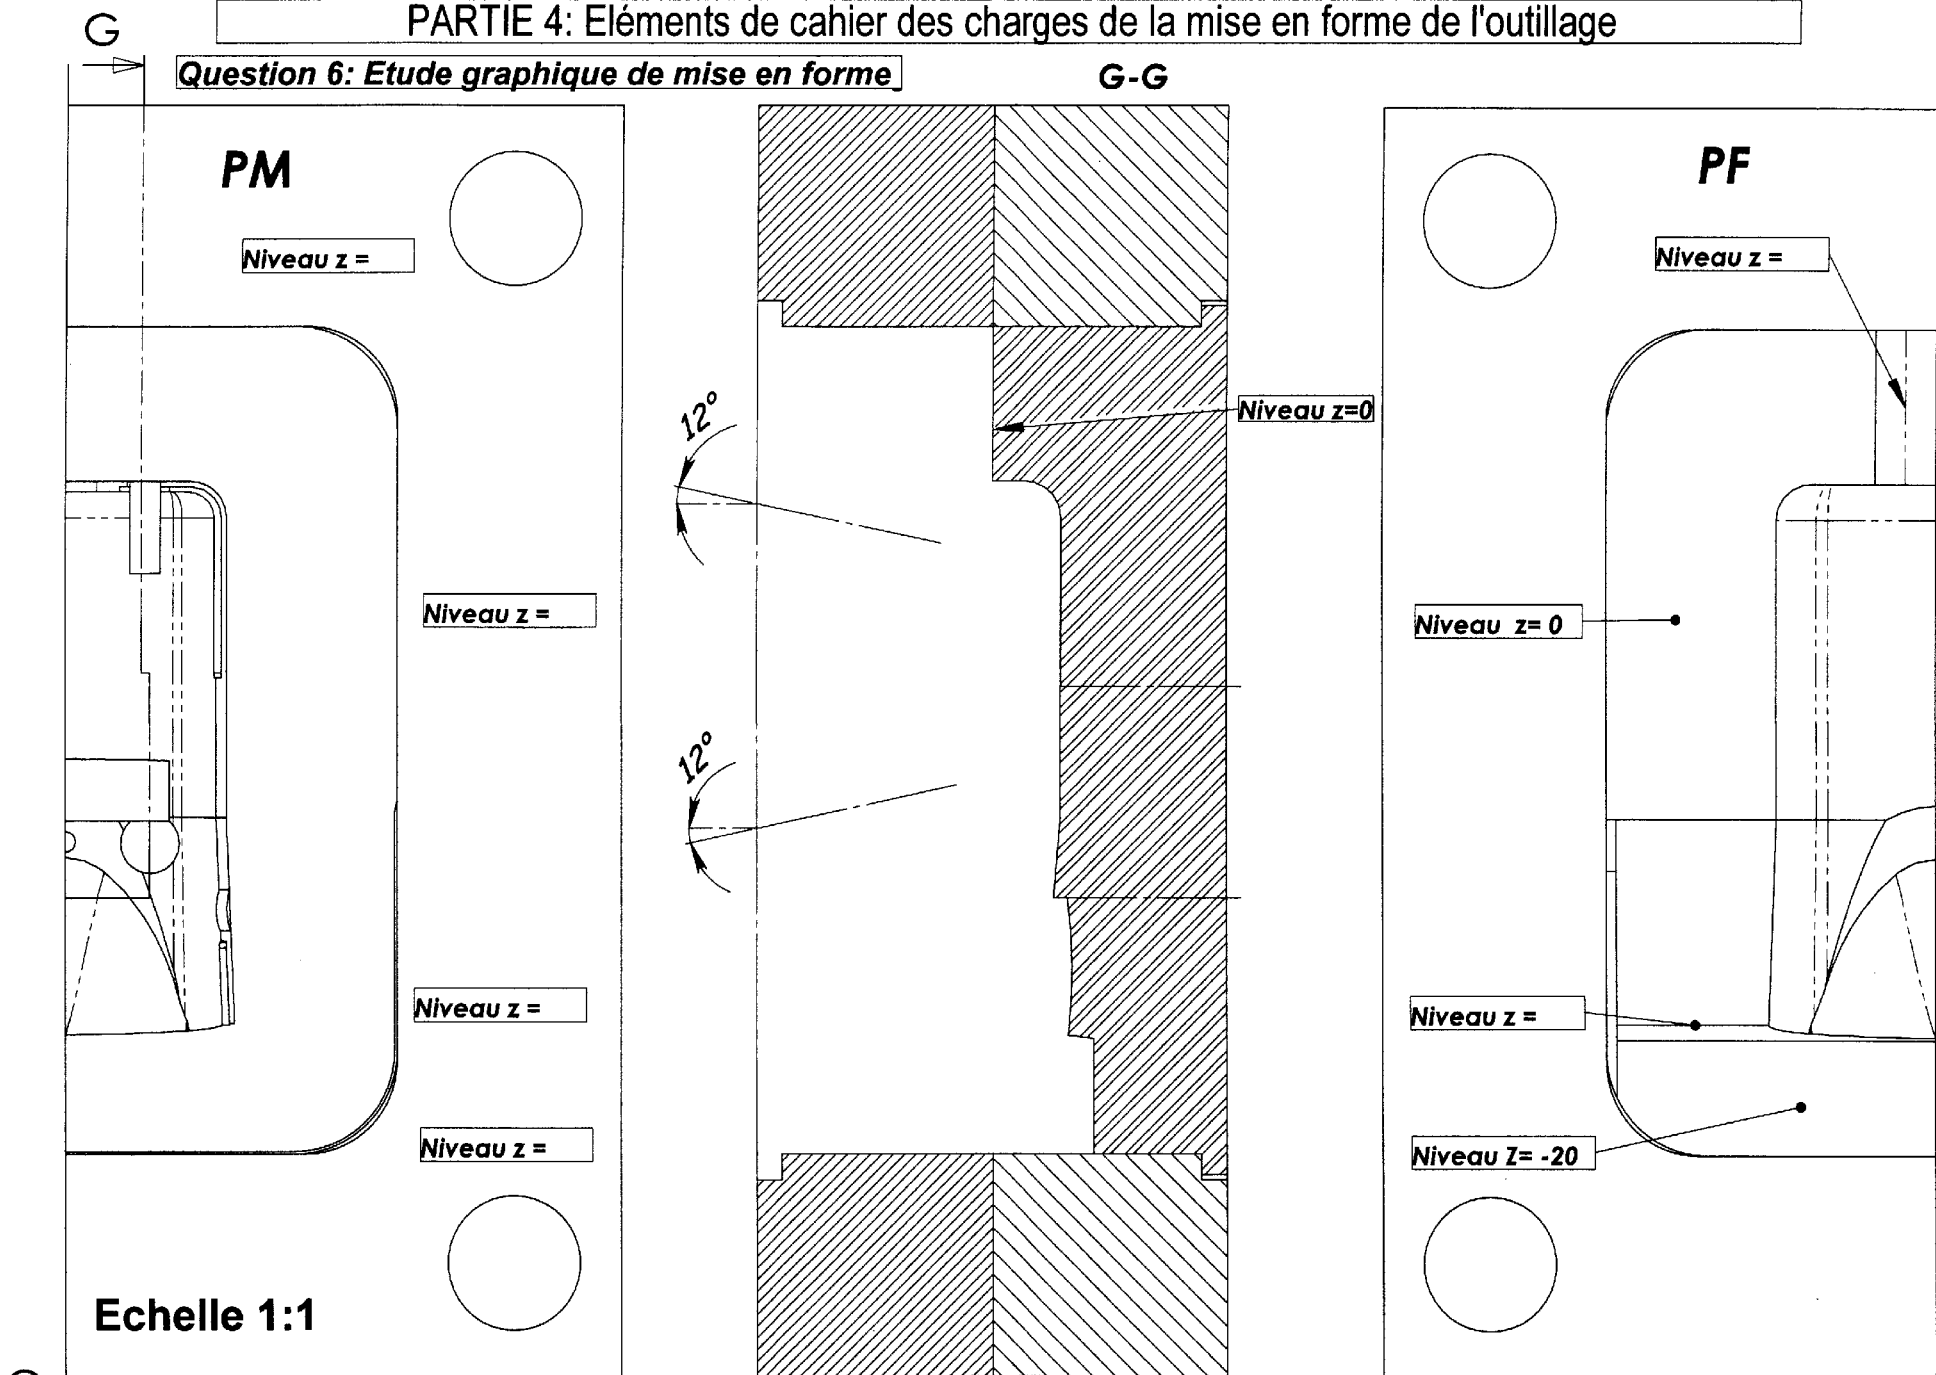 PARTIE 4: Eléments de cahier des charges de la mise en forme de l'outillage
G
Question 6: Etude graphique de mise en forme
G-G
PM
PF
Niveau z =
Niveau z =
12°
Niveau z=0
Niveau z =
Niveau z= 0
12°
Niveau z =
Niveau z =
Niveau z =
Niveau Z= -20
Echelle 1:1